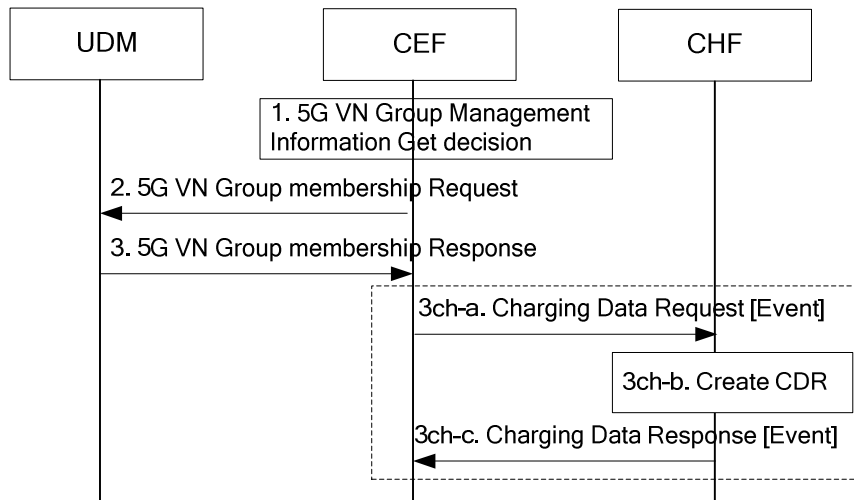 UDM
CEF
CHF
1. 5G VN Group Management
Information Get decision
2. 5G VN Group membership Request
3. 5G VN Group membership Response
3ch-a. Charging Data Request [Event]
3ch-b. Create CDR
3ch-c. Charging Data Response [Event]